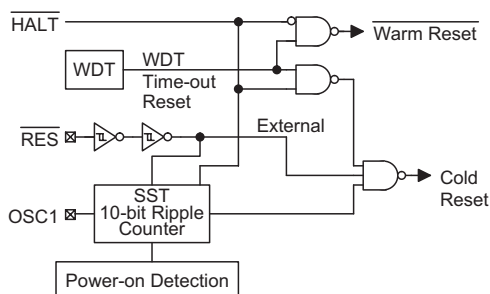 HALT
Warm Reset
WDT
WDT
Time-out
Reset
RES
External
SST
10-bit Ripple
Counter
OSC1
Cold
Reset
Power-on Detection